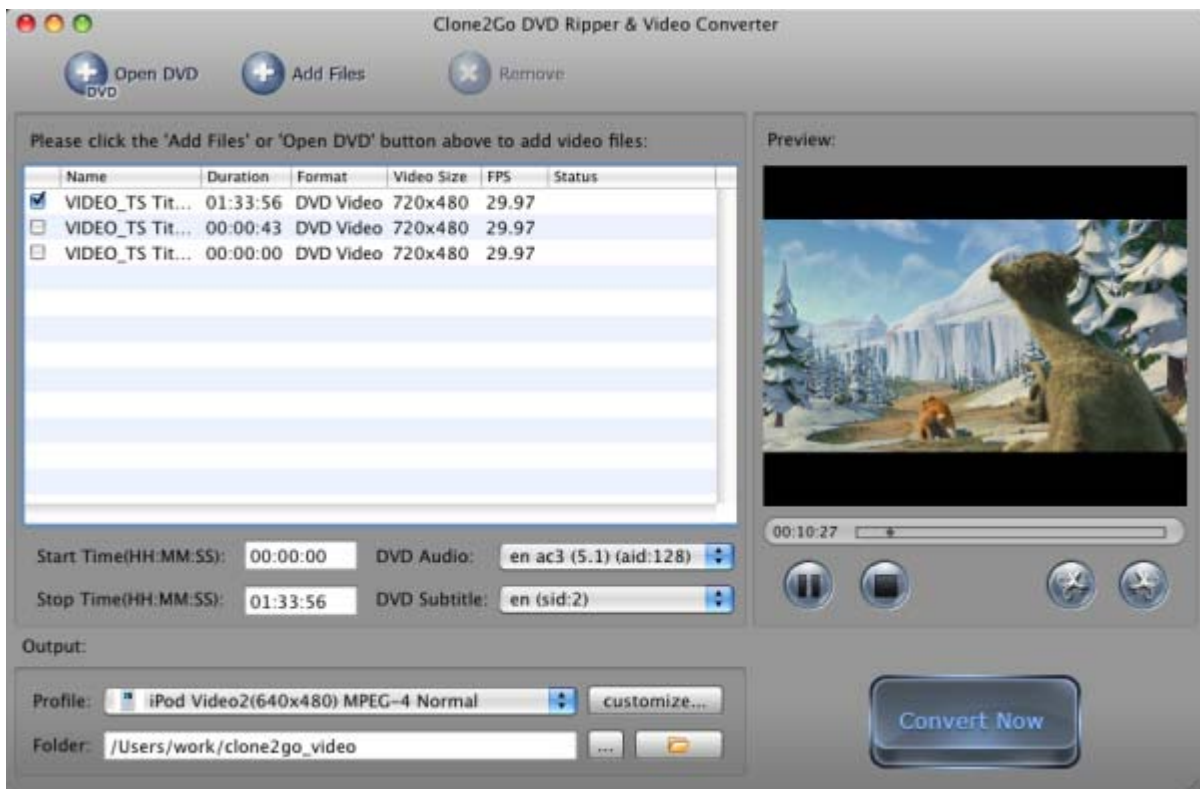 Clone2Go DVD Ripper & Video Converter
Open DVD Add Files Remove
DVD
Please click the 'Add Files' or 'Open DVD' button above to add video files:
Name Duration Format Video Size FPS Status
VIDEO_TS Tit... 01:33:56 DVD Video 720x480 29.97
VIDEO_TS Tit... 00:00:43 DVD Video 720x480 29.97
VIDEO_TS Tit... 00:00:00 DVD Video 720x480 29.97
Start Time(HH:MM:SS): 00:00:00 DVD Audio: en ac3 (5.1) (aid:128)
Stop Time(HH:MM:SS): 01:33:56 DVD Subtitle: en (sid:2)
Preview:
00:10:27
Output:
Profile: iPod Video2(640x480) MPEG-4 Normal customize...
Folder: /Users/work/clone2go_video ...
Convert Now